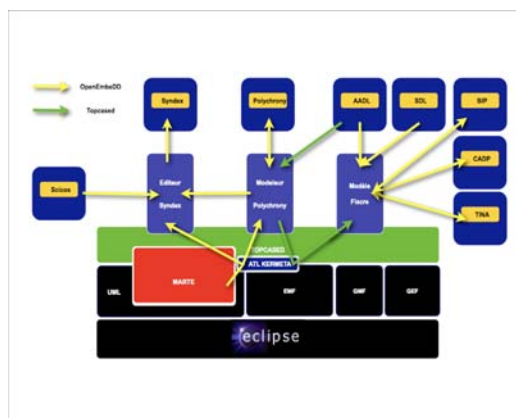 OpenEmbeDD
Topcased
Syndex
Polychrony
AADL
SDL
SIP
CADP
TINA
Scicos
Editeur
Syndex
Modeleur
Polychrony
Modèle
Fiacre
TOPCASED
ATL KERMETA
UML
MARTE
EMF
GMF
GEF
eclipse